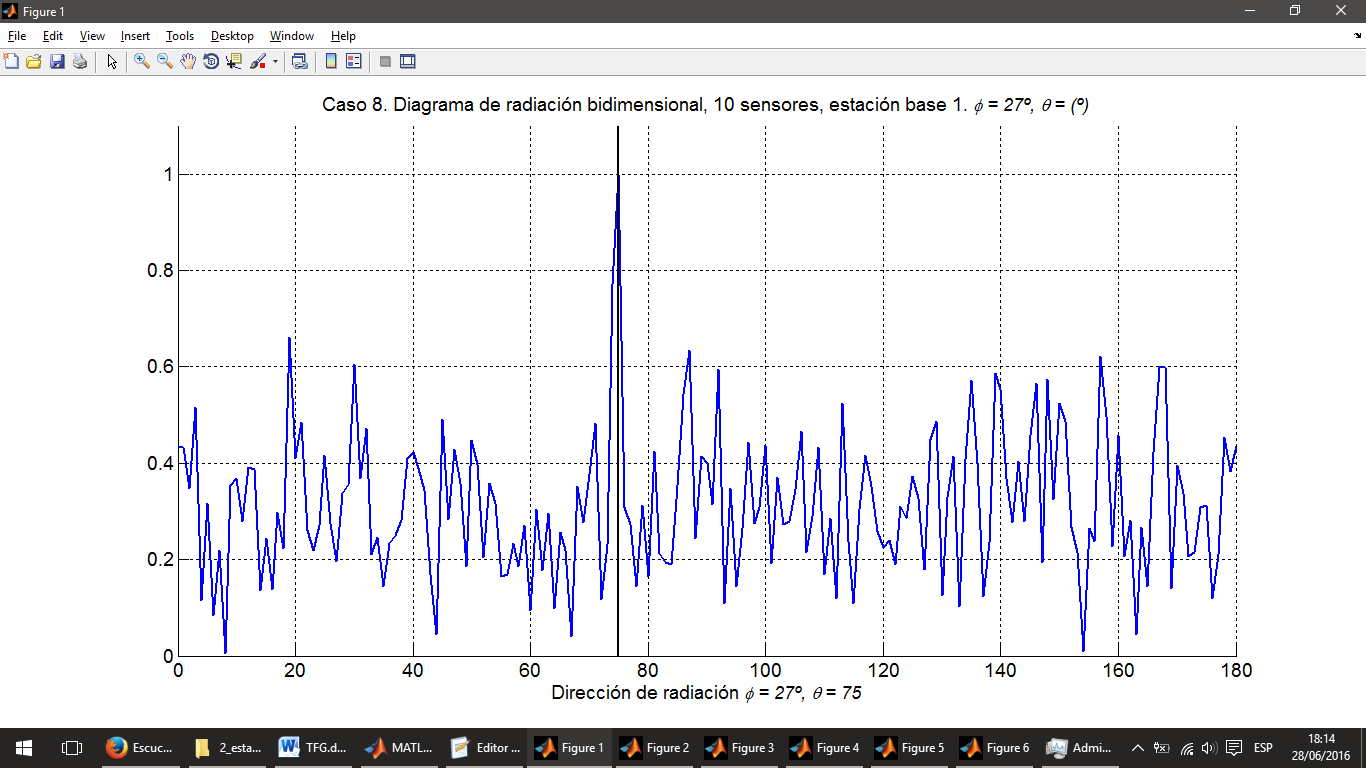 Figure 1
File Edit View Insert Tools Desktop Window Help
Caso 8. Diagrama de radiación bidimensional, 10 sensores, estación base 1. ϕ = 27º, θ = (º)
1
0.8
0.6
0.4
0.2
0
0 20 40 60 80 100 120 140 160 180
Dirección de radiación ϕ = 27º, θ = 75
Escuc... 2_esta... TFG.d... MATL... Editor ... Figure 1 Figure 2 Figure 3 Figure 4 Figure 5 Figure 6 Admi... ESP 18:14
28/06/2016